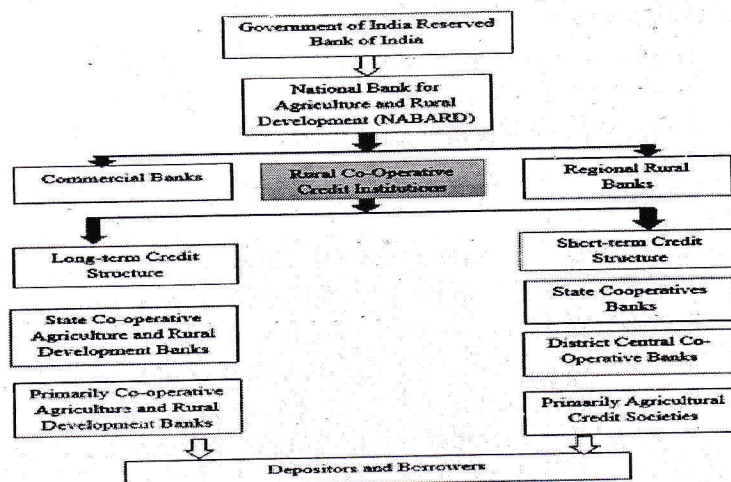 Government of India Reserved
Bank of India
National Bank for
Agriculture and Rural
Development (NABARD)
Commercial Banks
Rural Co-Operative
Credit Institutions
Regional Rural
Banks
Long-term Credit
Structure
Short-term Credit
Structure
State Co-operative
Agriculture and Rural
Development Banks
State Cooperatives
Banks
District Central Co-
Operative Banks
Primarily Co-operative
Agriculture and Rural
Development Banks
Primarily Agricultural
Credit Societies
Depositors and Borrowers